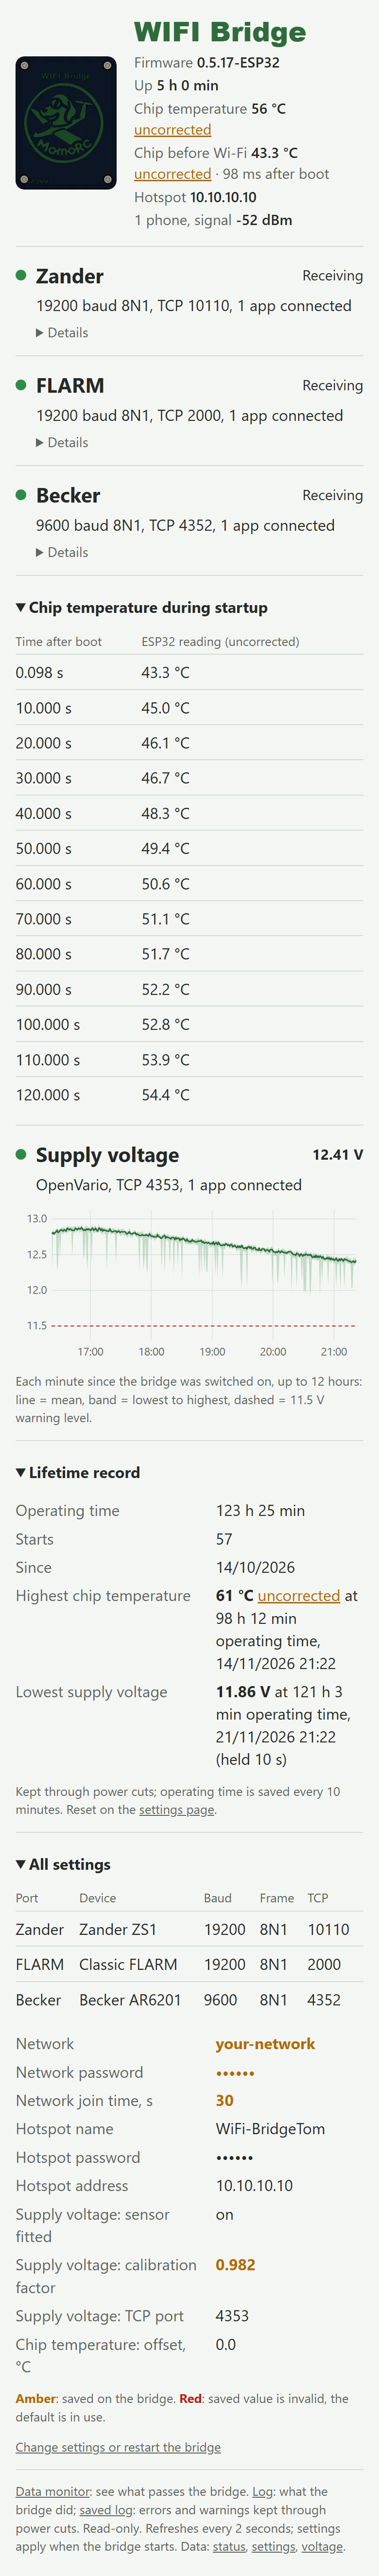 WIFI Bridge
WIFI Bridge
MomoRC
Firmware 0.5.17-ESP32
Up 5 h 0 min
Chip temperature 56 °C
uncorrected
Chip before Wi-Fi 43.3 °C
uncorrected · 98 ms after boot
Hotspot 10.10.10.10
1 phone, signal -52 dBm
Zander Receiving
19200 baud 8N1, TCP 10110, 1 app connected
▶ Details
FLARM Receiving
19200 baud 8N1, TCP 2000, 1 app connected
▶ Details
Becker Receiving
9600 baud 8N1, TCP 4352, 1 app connected
▶ Details
▼ Chip temperature during startup
Time after boot ESP32 reading (uncorrected)
0.098 s 43.3 °C
10.000 s 45.0 °C
20.000 s 46.1 °C
30.000 s 46.7 °C
40.000 s 48.3 °C
50.000 s 49.4 °C
60.000 s 50.6 °C
70.000 s 51.1 °C
80.000 s 51.7 °C
90.000 s 52.2 °C
100.000 s 52.8 °C
110.000 s 53.9 °C
120.000 s 54.4 °C
Supply voltage 12.41 V
OpenVario, TCP 4353, 1 app connected
13.0
12.5
12.0
11.5
17:00 18:00 19:00 20:00 21:00
Each minute since the bridge was switched on, up to 12 hours:
line = mean, band = lowest to highest, dashed = 11.5 V
warning level.
▼ Lifetime record
Operating time 123 h 25 min
Starts 57
Since 14/10/2026
Highest chip temperature 61 °C uncorrected at
98 h 12 min
operating time,
14/11/2026 21:22
Lowest supply voltage 11.86 V at 121 h 3
min operating time,
21/11/2026 21:22
(held 10 s)
Kept through power cuts; operating time is saved every 10
minutes. Reset on the settings page.
▼ All settings
Port Device Baud Frame TCP
Zander Zander ZS1 19200 8N1 10110
FLARM Classic FLARM 19200 8N1 2000
Becker Becker AR6201 9600 8N1 4352
Network your-network
Network password ••••••
Network join time, s 30
Hotspot name WiFi-BridgeTom
Hotspot password ••••••
Hotspot address 10.10.10.10
Supply voltage: sensor on
fitted
Supply voltage: calibration 0.982
factor
Supply voltage: TCP port 4353
Chip temperature: offset, 0.0
°C
Amber: saved on the bridge. Red: saved value is invalid, the
default is in use.
Change settings or restart the bridge
Data monitor: see what passes the bridge. Log: what the
bridge did; saved log: errors and warnings kept through
power cuts. Read-only. Refreshes every 2 seconds; settings
apply when the bridge starts. Data: status, settings, voltage.